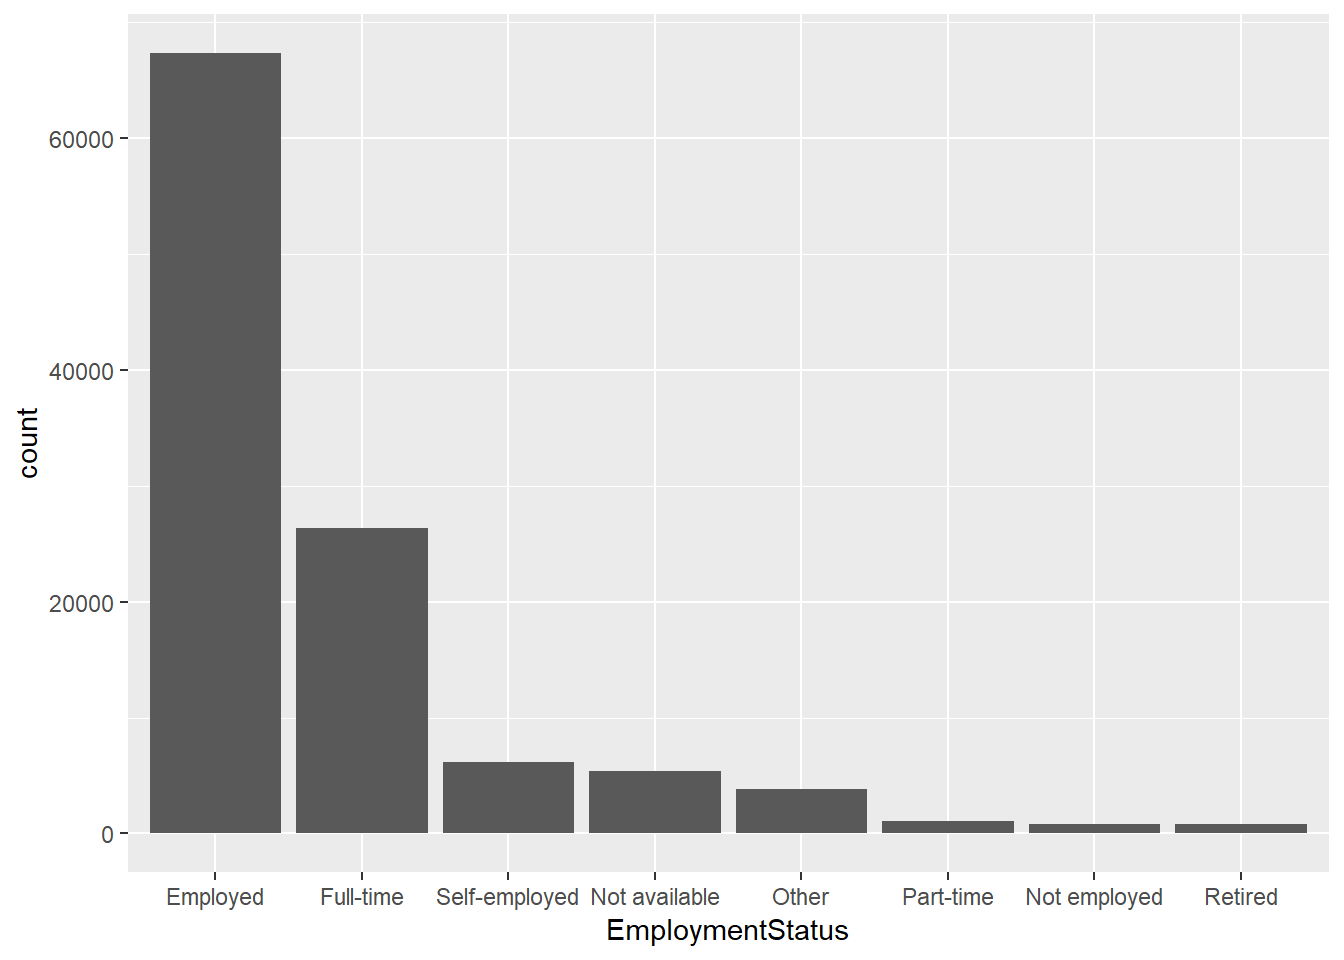 count
60000
40000
20000
0
Employed Full-time Self-employed Not available Other Part-time Not employed Retired
EmploymentStatus